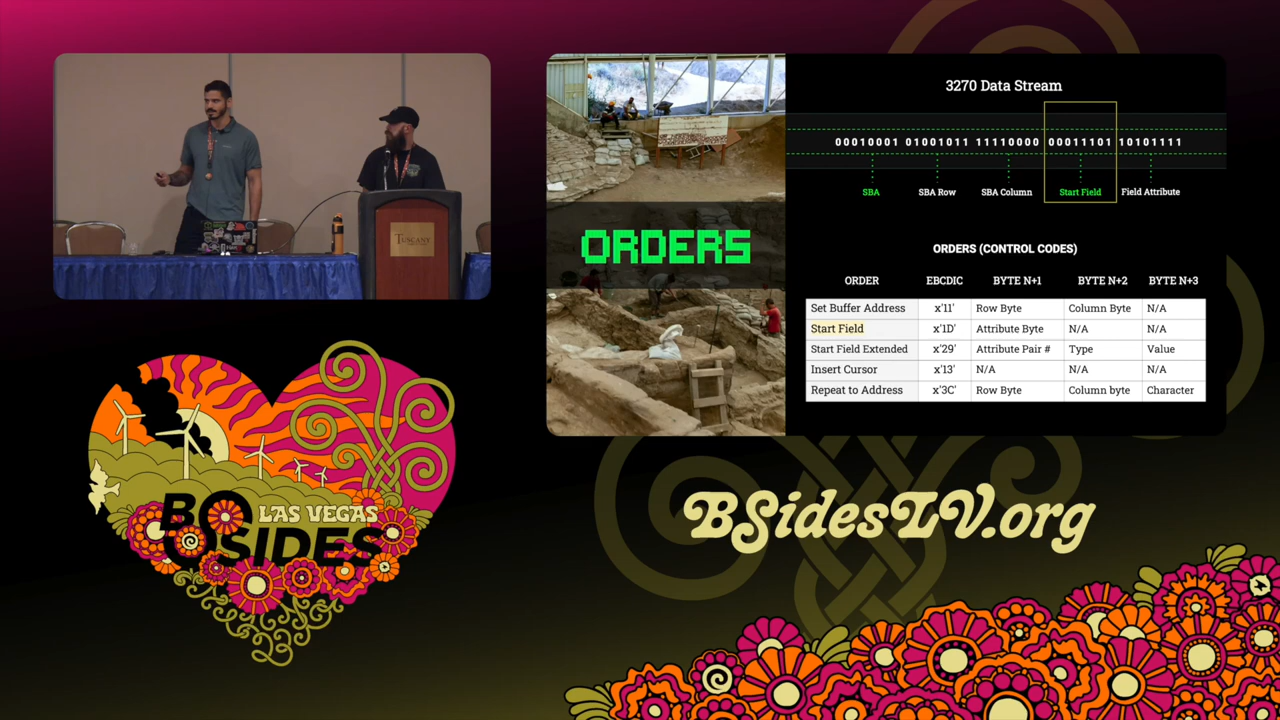 TUSCANY
3270 Data Stream
00010001 01001011 11110000 00011101 10101111
SBA SBA Row SBA Column Start Field Field Attribute
ORDERS
ORDERS (CONTROL CODES)
ORDER EBCDIC BYTE N+1 BYTE N+2 BYTE N+3
Set Buffer Address x'11' Row Byte Column Byte N/A
Start Field x'1D' Attribute Byte N/A N/A
Start Field Extended x'29' Attribute Pair # Type Value
Insert Cursor x'13' N/A N/A N/A
Repeat to Address x'3C' Row Byte Column byte Character
BO LAS VEGAS
SIDES
23
BSidesLV.org